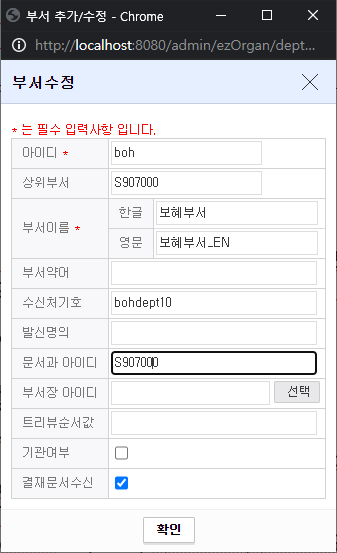 부서 추가/수정 - Chrome
http://localhost:8080/admin/ezOrgan/dept...
부서수정
* 는 필수 입력사항 입니다.
아이디 * boh
상위부서 S907000
부서이름 * 한글 보혜부서
영문 보혜부서_EN
부서약어
수신처기호 bohdept10
발신명의
문서과 아이디 S907000
부서장 아이디 선택
트리뷰순서값
기관여부
결재문서수신
확인